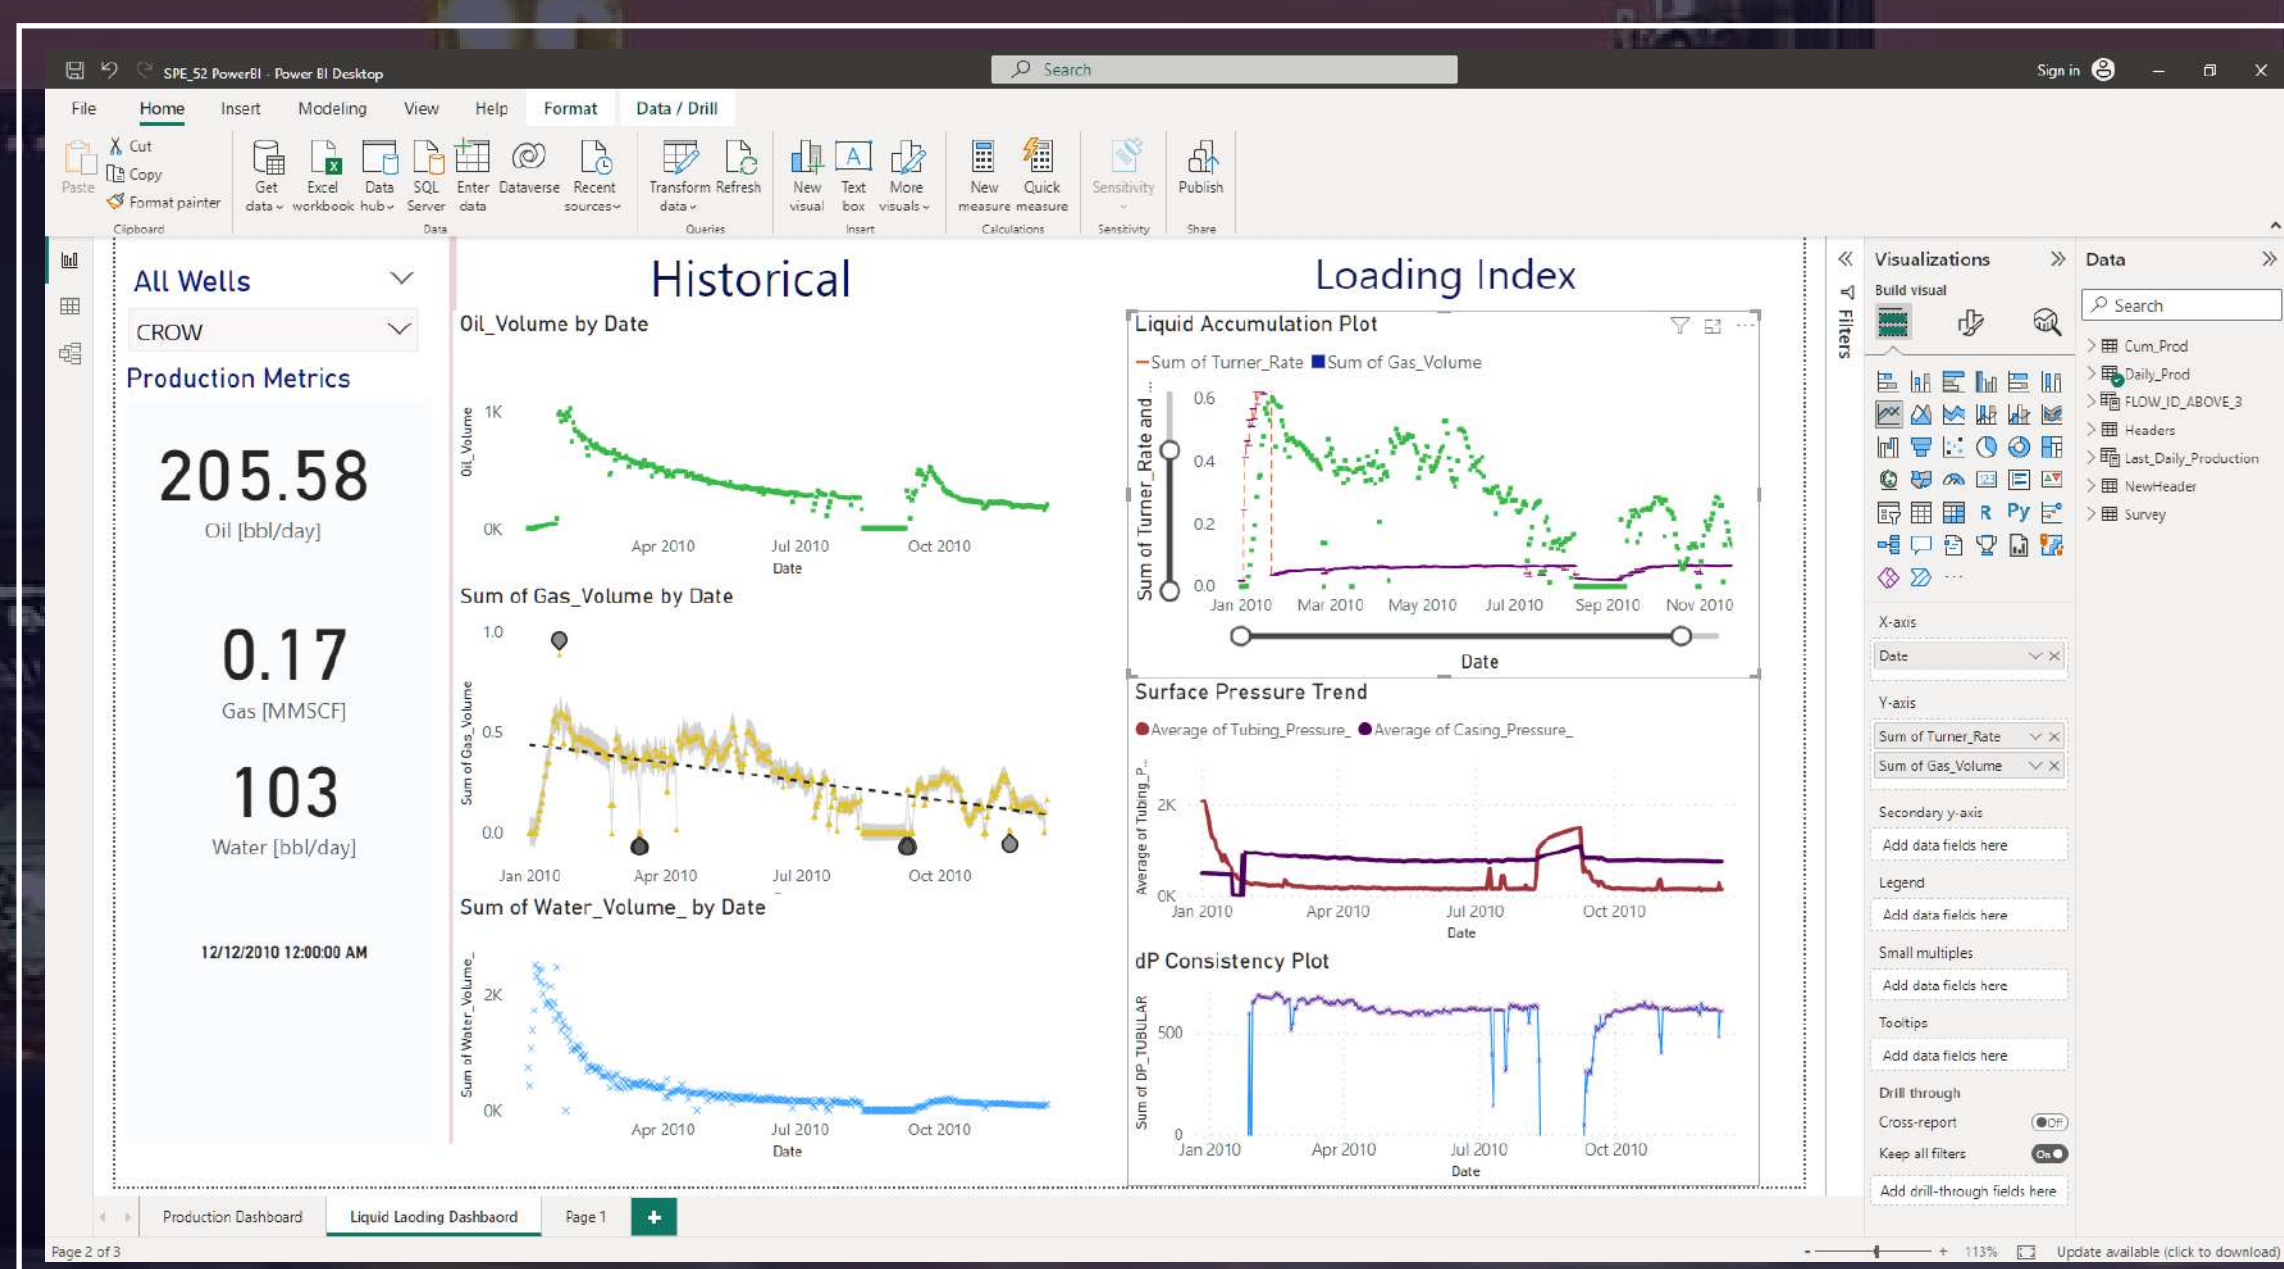 SPE_52 PowerBI - Power BI Desktop
Search
Sign in
File Home Insert Modeling View Help Format Data / Drill
Paste
Cut
Copy
Format painter
Clipboard
Get data
Excel workbook
Data hub
SQL Server
Enter data
Dataverse
Recent sources
Data
Transform data
Refresh
Queries
New visual
Text box
More visuals
Insert
New measure
Quick measure
Calculations
Sensitivity
Sensitivity
Publish
Share
All Wells
CROW
Production Metrics
205.58
Oil [bbl/day]
0.17
Gas [MMSCF]
103
Water [bbl/day]
12/12/2010 12:00:00 AM
Historical
Oil_Volume by Date
Oil_Volume
1K
0K
Apr 2010 Jul 2010 Oct 2010
Date
Sum of Gas_Volume by Date
Sum of Gas_Volume
1.0
0.5
0.0
Jan 2010 Apr 2010 Jul 2010 Oct 2010
Sum of Water_Volume_ by Date
Sum of Water_Volume_
2K
0K
Apr 2010 Jul 2010 Oct 2010
Date
Loading Index
Liquid Accumulation Plot
Sum of Turner_Rate Sum of Gas_Volume
Sum of Turner_Rate and ...
0.6
0.4
0.2
0.0
Jan 2010 Mar 2010 May 2010 Jul 2010 Sep 2010 Nov 2010
Date
Surface Pressure Trend
Average of Tubing_Pressure_ Average of Casing_Pressure_
Average of Tubing_P...
2K
0K
Jan 2010 Apr 2010 Jul 2010 Oct 2010
Date
dP Consistency Plot
Sum of DP_TUBULAR
500
0
Jan 2010 Apr 2010 Jul 2010 Oct 2010
Date
Filters
Visualizations
Build visual
123
R Py
X-axis
Date
Y-axis
Sum of Turner_Rate
Sum of Gas_Volume
Secondary y-axis
Add data fields here
Legend
Add data fields here
Small multiples
Add data fields here
Tooltips
Add data fields here
Drill through
Cross-report Off
Keep all filters On
Add drill-through fields here
Data
Search
Cum_Prod
Daily_Prod
FLOW_ID_ABOVE_3
Headers
Last_Daily_Production
NewHeader
Survey
Production Dashboard Liquid Laoding Dashbaord Page 1
Page 2 of 3
113%
Update available (click to download)